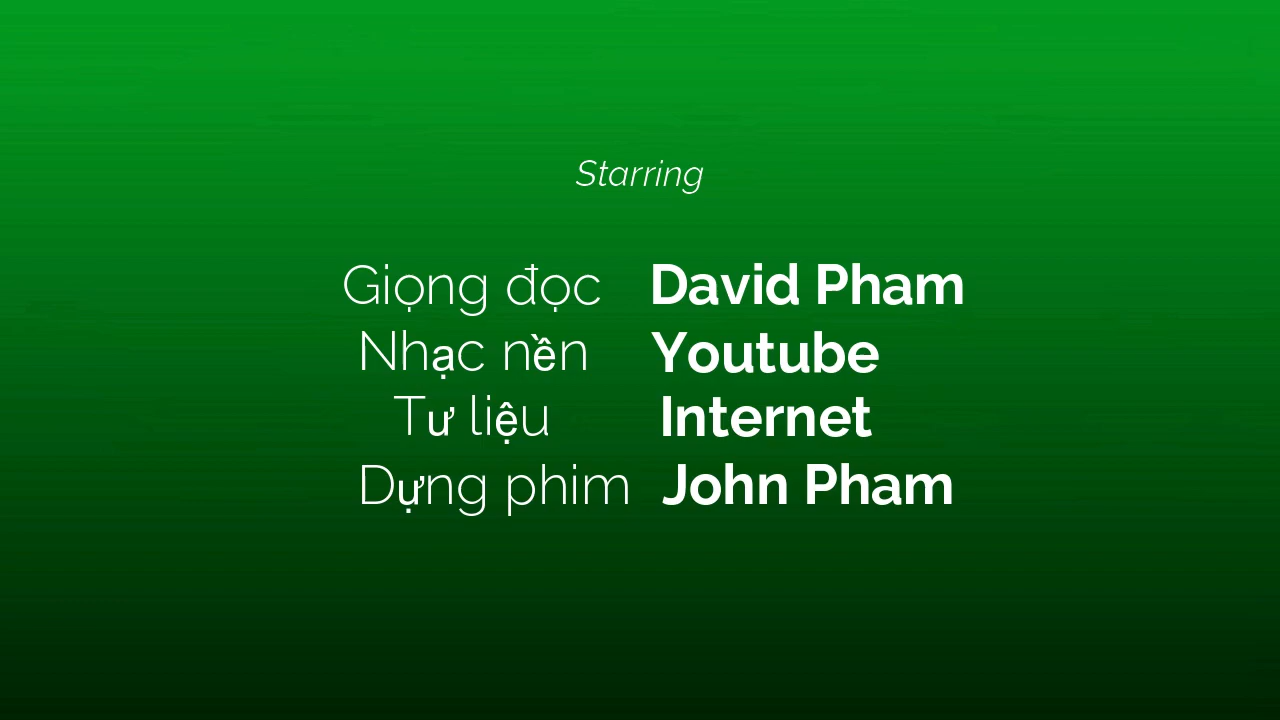 Starring
Giọng đọc David Pham
Nhạc nền Youtube
Tư liệu Internet
Dựng phim John Pham